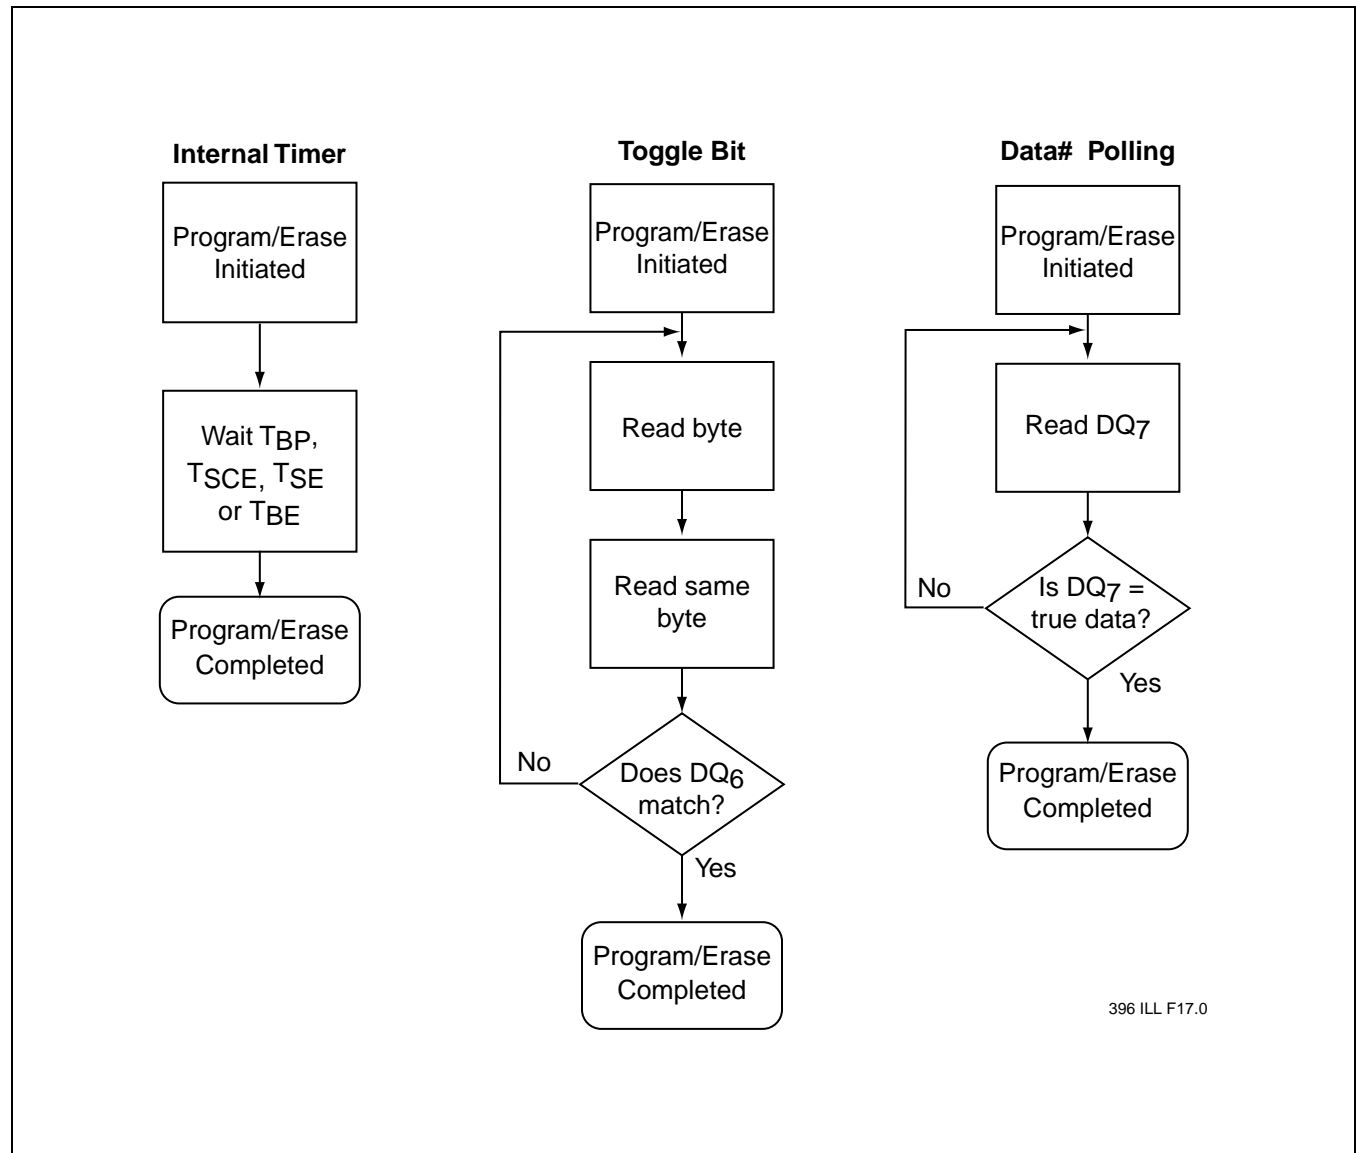 Internal Timer
Program/Erase
Initiated
Wait TBP,
TSCE, TSE
or TBE
Program/Erase
Completed
Toggle Bit
Program/Erase
Initiated
Read byte
Read same
byte
No
Does DQ6
match?
Yes
Program/Erase
Completed
Data# Polling
Program/Erase
Initiated
Read DQ7
No
Is DQ7 =
true data?
Yes
Program/Erase
Completed
396 ILL F17.0